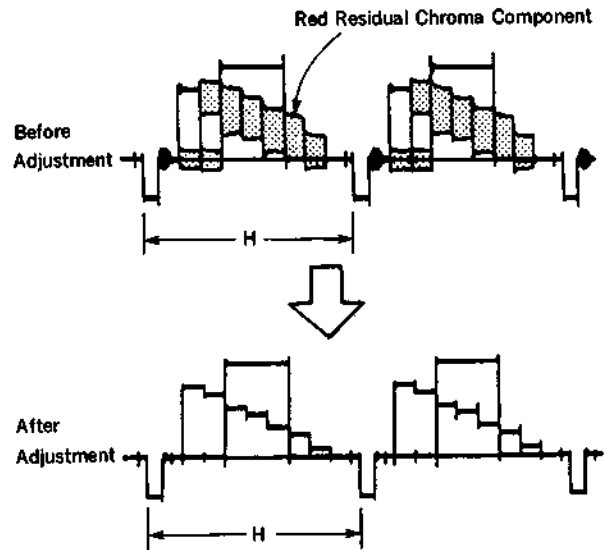 Red Residual Chroma Component
Before
Adjustment
H
After
Adjustment
H